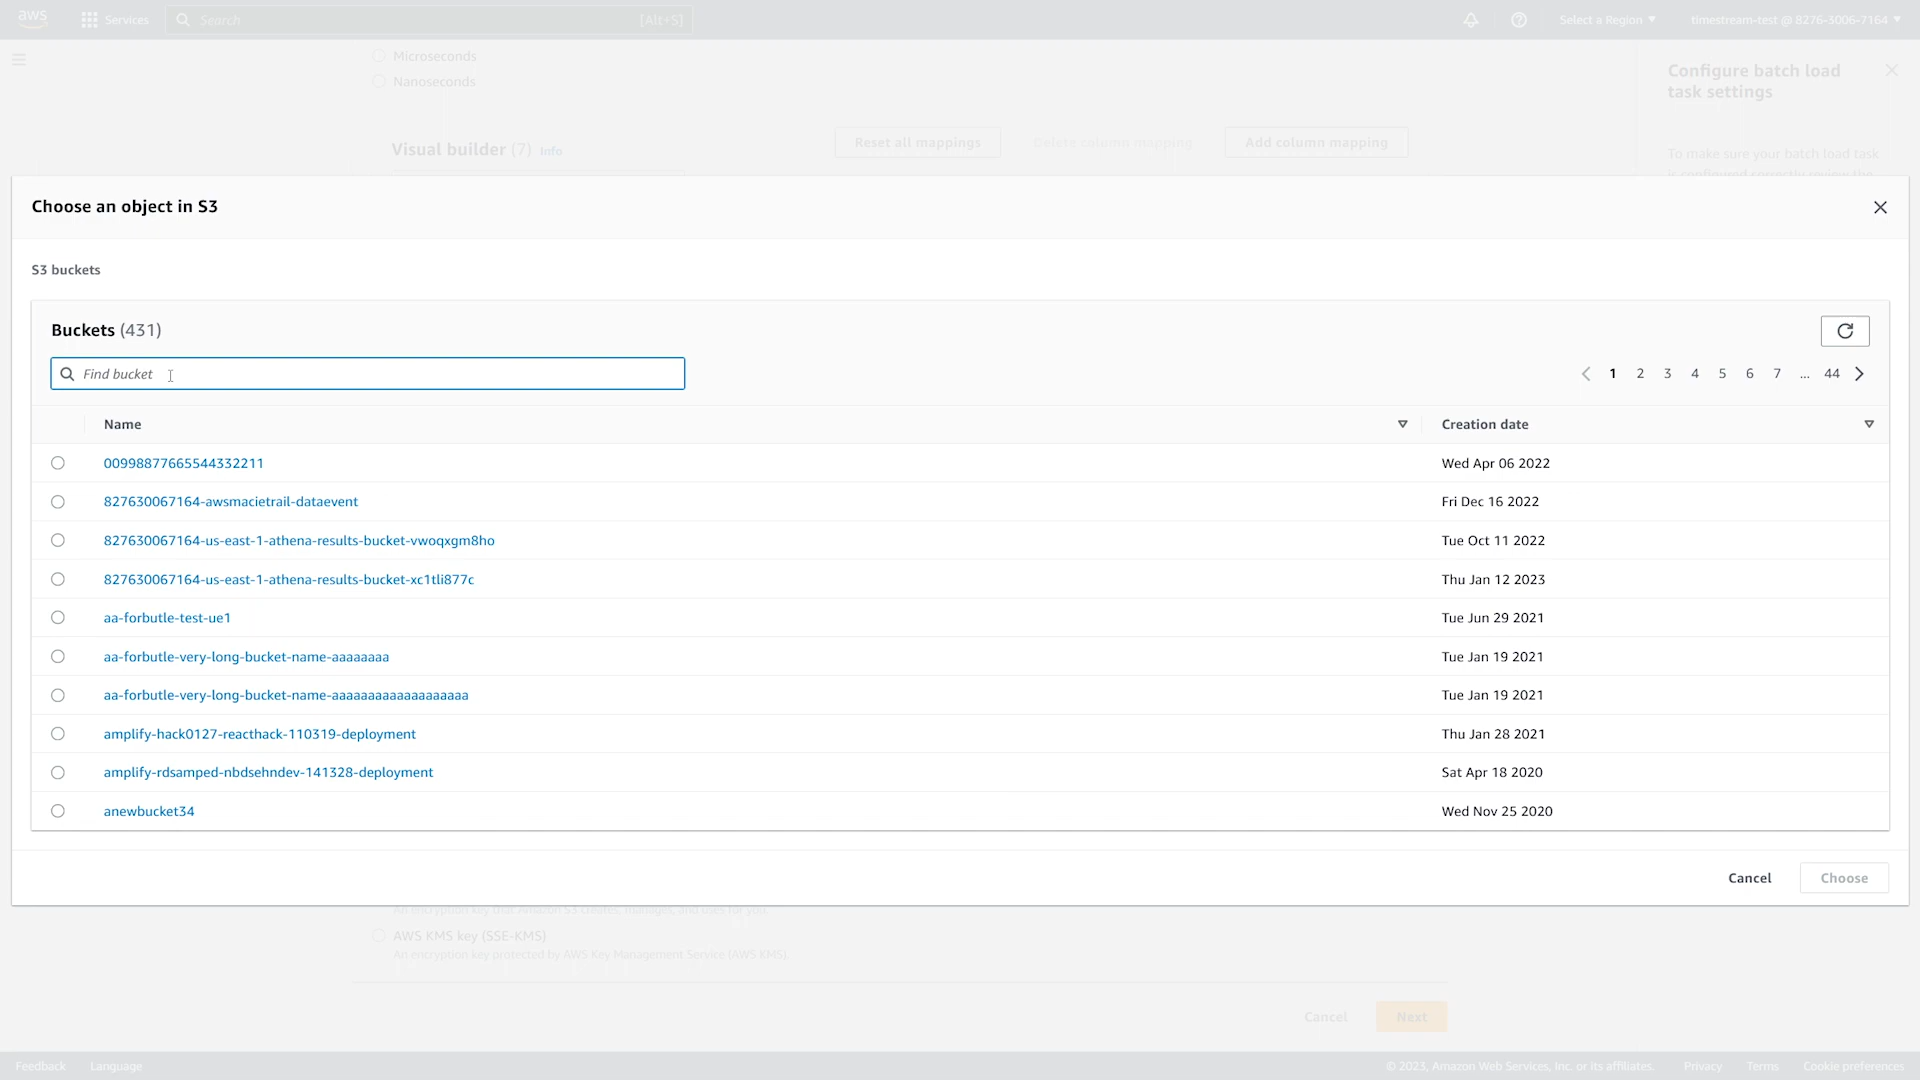 aws
Services
Search
[Alt+S]
Select a Region
timestream-test @ 8276-3006-7164
Microseconds
Nanoseconds
Configure batch load
task settings
Visual builder (7) Info
Reset all mappings
Delete column mapping
Add column mapping
To make sure your batch load task
is configured correctly review the
Choose an object in S3
S3 buckets
Buckets (431)
Find bucket
1 2 3 4 5 6 7 ... 44
Name
Creation date
00998877665544332211
Wed Apr 06 2022
827630067164-awsmacietrail-dataevent
Fri Dec 16 2022
827630067164-us-east-1-athena-results-bucket-vwoqxgm8ho
Tue Oct 11 2022
827630067164-us-east-1-athena-results-bucket-xc1tli877c
Thu Jan 12 2023
aa-forbutle-test-ue1
Tue Jun 29 2021
aa-forbutle-very-long-bucket-name-aaaaaaaa
Tue Jan 19 2021
aa-forbutle-very-long-bucket-name-aaaaaaaaaaaaaaaaaaa
Tue Jan 19 2021
amplify-hack0127-reacthack-110319-deployment
Thu Jan 28 2021
amplify-rdsamped-nbdsehndev-141328-deployment
Sat Apr 18 2020
anewbucket34
Wed Nov 25 2020
Cancel
Choose
An encryption key that Amazon S3 creates, manages, and uses for you.
AWS KMS key (SSE-KMS)
An encryption key protected by AWS Key Management Service (AWS KMS).
Cancel
Next
Feedback
Language
© 2023, Amazon Web Services, Inc. or its affiliates.
Privacy
Terms
Cookie preferences